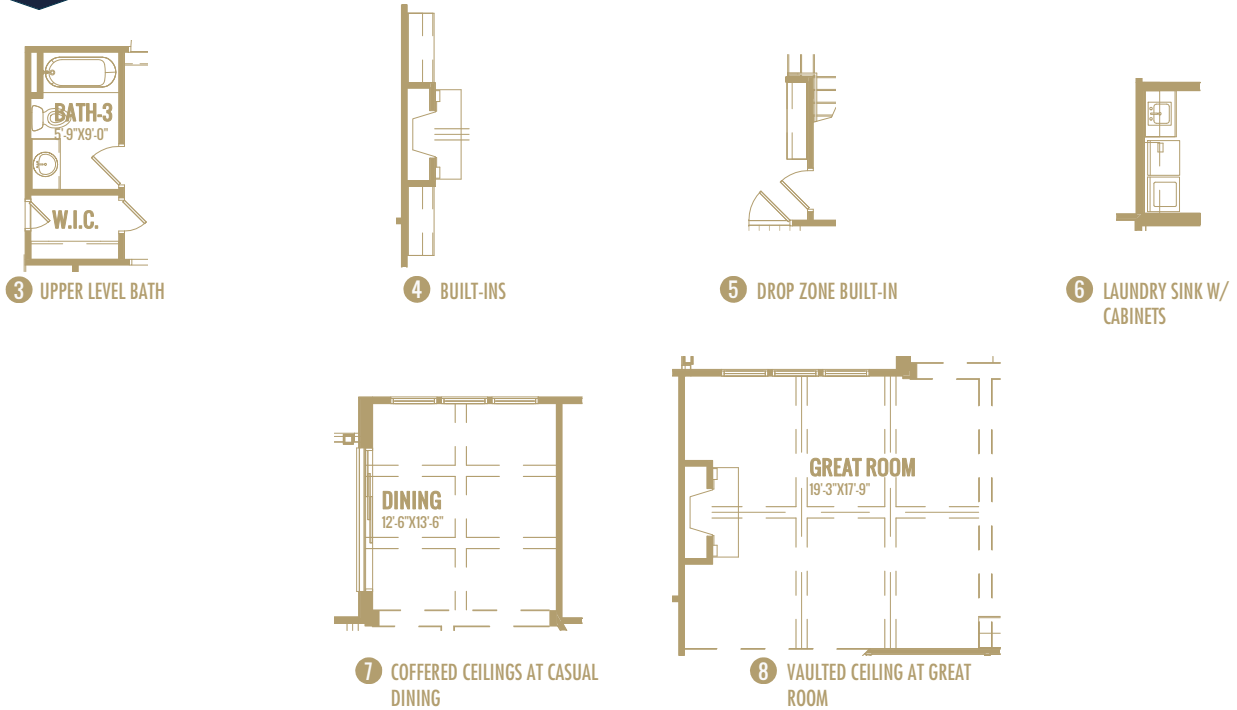 BATH-3
5'-9"X9'-0"
W.I.C.
3 UPPER LEVEL BATH
4 BUILT-INS
5 DROP ZONE BUILT-IN
6 LAUNDRY SINK W/
CABINETS
DINING
12'-6"X13'-6"
7 COFFERED CEILINGS AT CASUAL
DINING
GREAT ROOM
19'-3"X17'-9"
8 VAULTED CEILING AT GREAT
ROOM